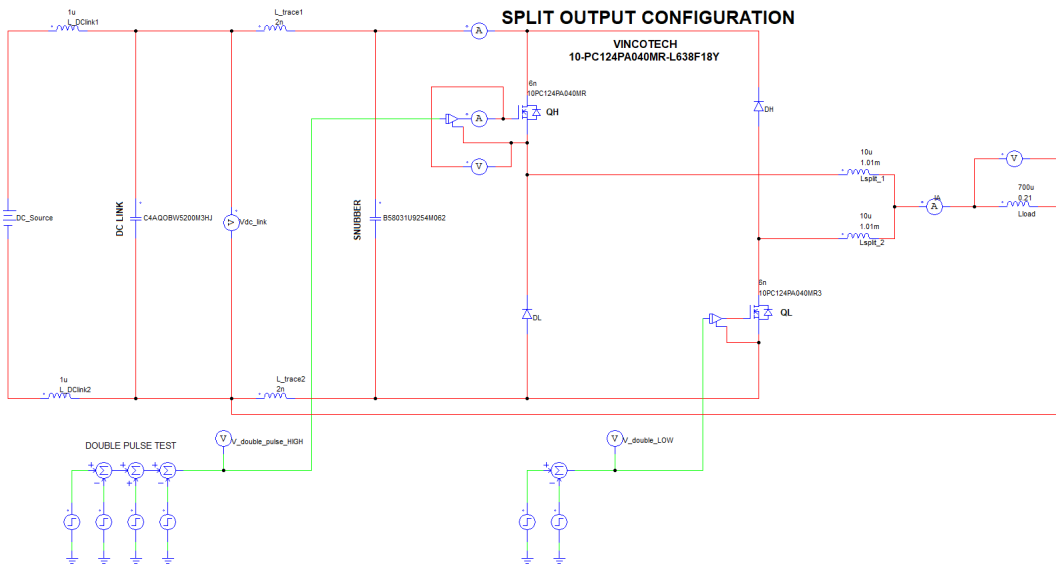 SPLIT OUTPUT CONFIGURATION
VINCOTECH
10-PC124PA040MR-L638F18Y
1u
L_DClink1
L_trace1
2n
A
6n
10PC124PA040MR
QH
A
V
DH
10u
1.01m
Lsplit_1
V
DC_Source
DC LINK
C4AQOBW5200M3HJ
V
Vdc_link
SNUBBER
B58031U9254M062
IA
A
700u
0.21
Lload
10u
1.01m
Lsplit_2
6n
10PC124PA040MR3
QL
DL
1u
L_DClink2
L_trace2
2n
DOUBLE PULSE TEST
V
V_double_pulse_HIGH
V
V_double_LOW